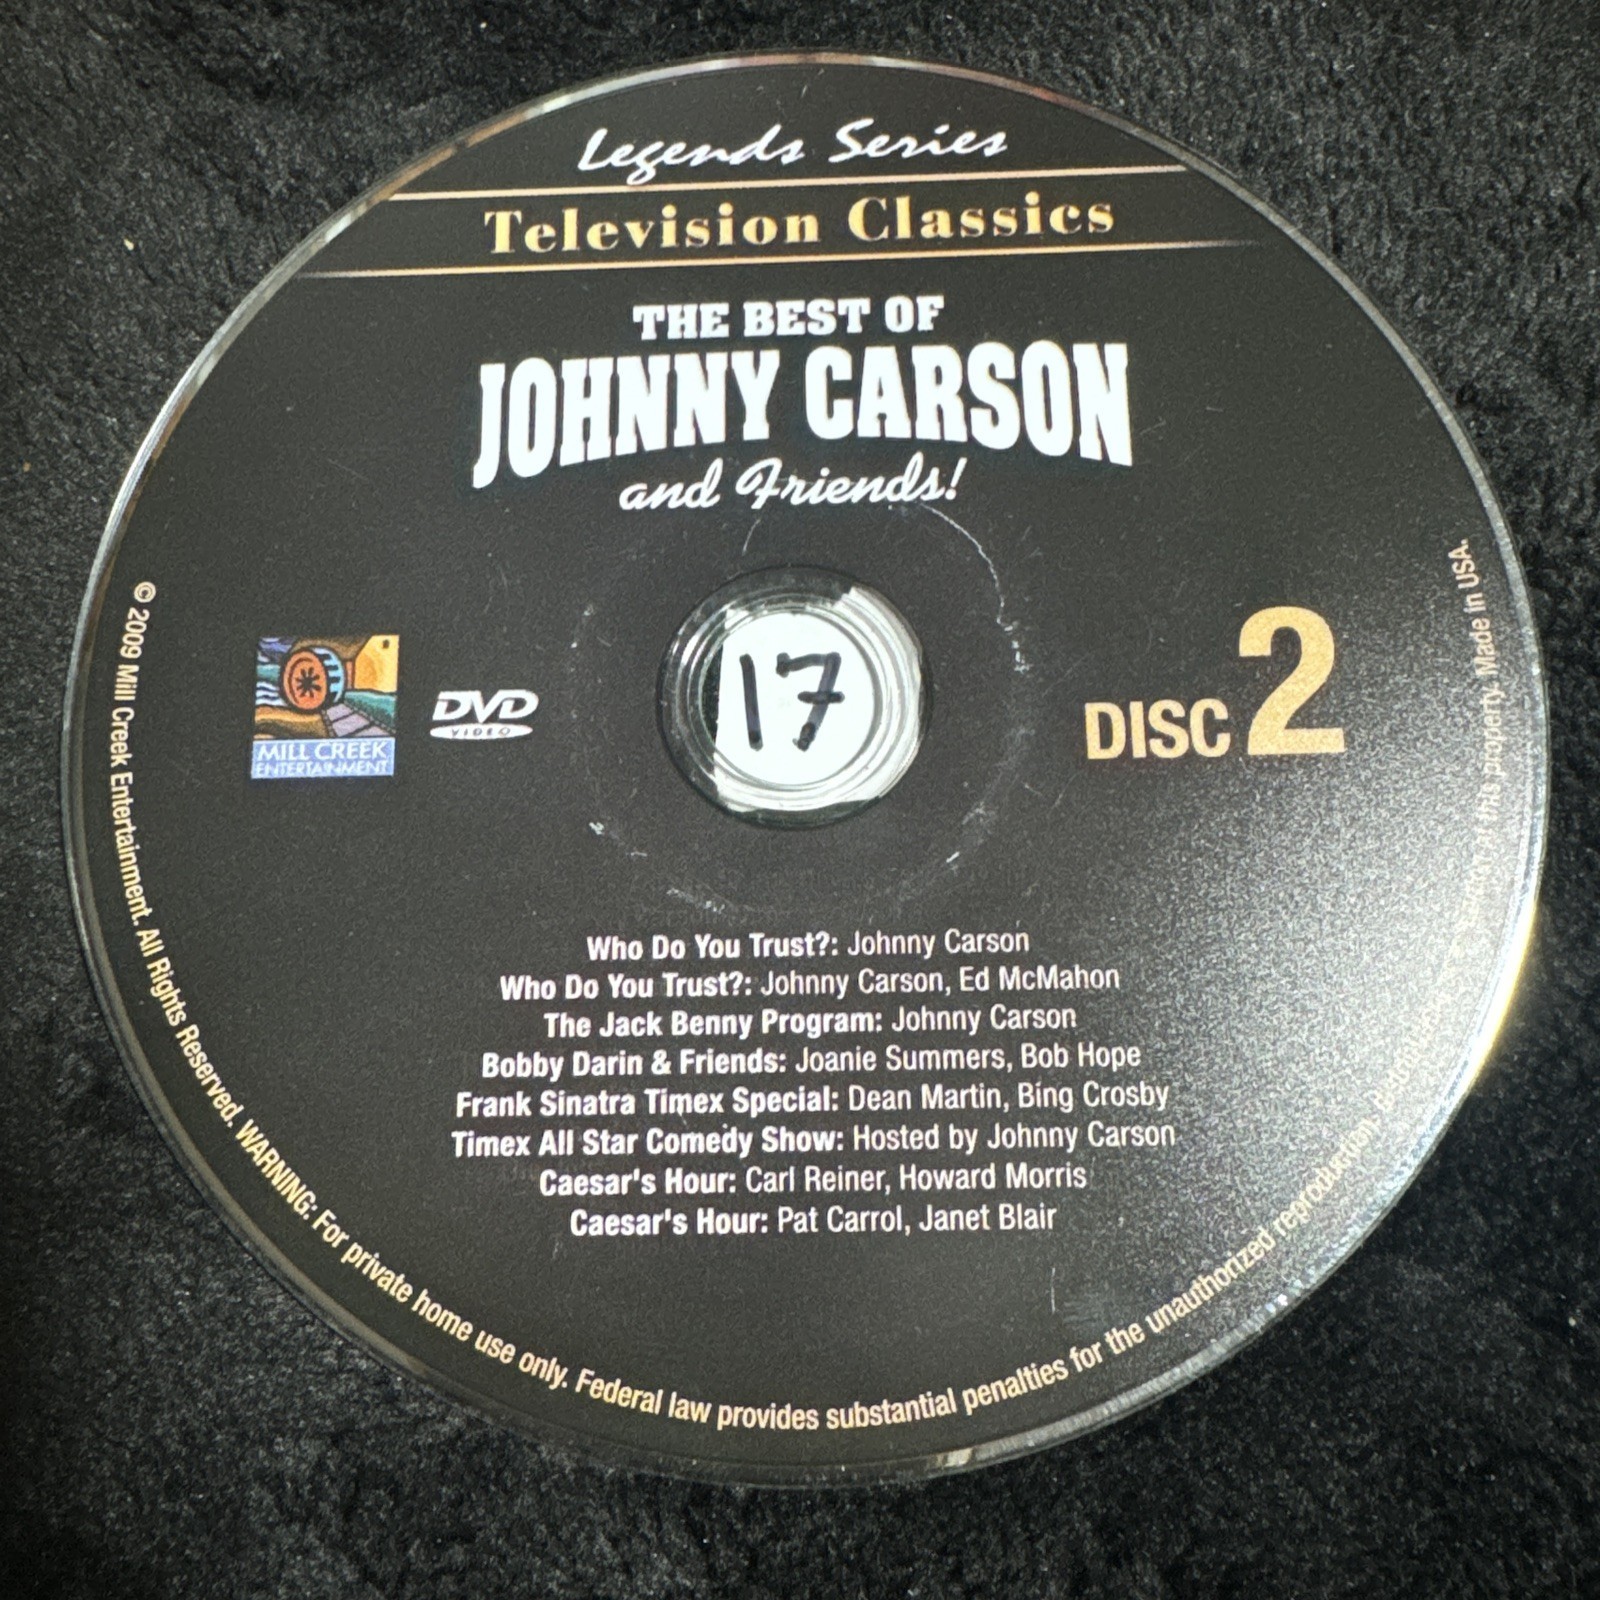 Legends Series
Television Classics
THE BEST OF
JOHNNY CARSON
and Friends!
MILL CREEK
ENTERTAINMENT
DVD
VIDEO
17
DISC 2
Who Do You Trust?: Johnny Carson
Who Do You Trust?: Johnny Carson, Ed McMahon
The Jack Benny Program: Johnny Carson
Bobby Darin & Friends: Joanie Summers, Bob Hope
Frank Sinatra Timex Special: Dean Martin, Bing Crosby
Timex All Star Comedy Show: Hosted by Johnny Carson
Caesar's Hour: Carl Reiner, Howard Morris
Caesar's Hour: Pat Carrol, Janet Blair
© 2009 Mill Creek Entertainment. All Rights Reserved. WARNING: For private home use only. Federal law provides substantial penalties for the unauthorized reproduction, this property. Made in USA.